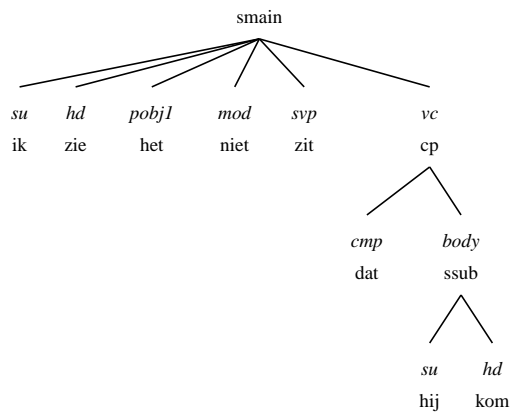 smain
su hd pobj1 mod svp vc
ik zie het niet zit cp
cmp body
dat ssub
su hd
hij kom